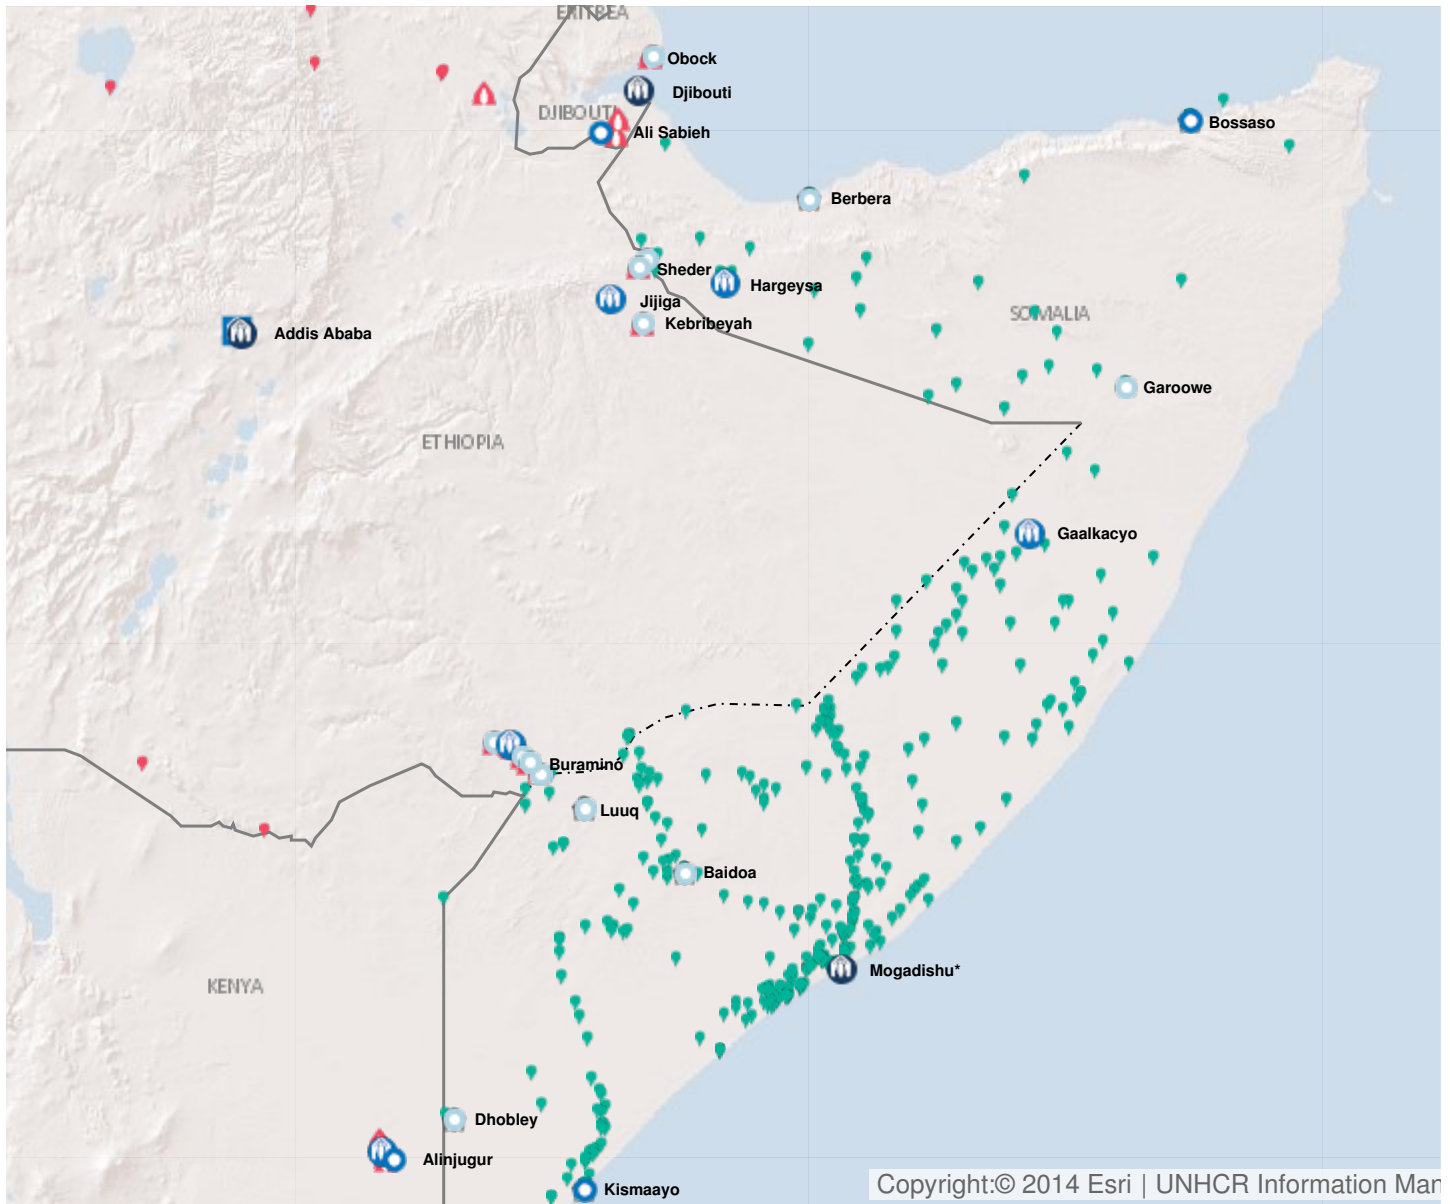 ERITREA
Obock
Djibouti
DJIBOUTI
Ali Sabieh
Bossaso
Berbera
Sheder
Hargeysa
Jijiga
SOMALIA
Kebribeyah
Addis Ababa
Garoowe
ETHIOPIA
Gaalkacyo
Buramino
Luuq
Baidoa
Mogadishu*
KENYA
Dhobley
Alinjugur
Kismaayo
Copyright:© 2014 Esri | UNHCR Information Man